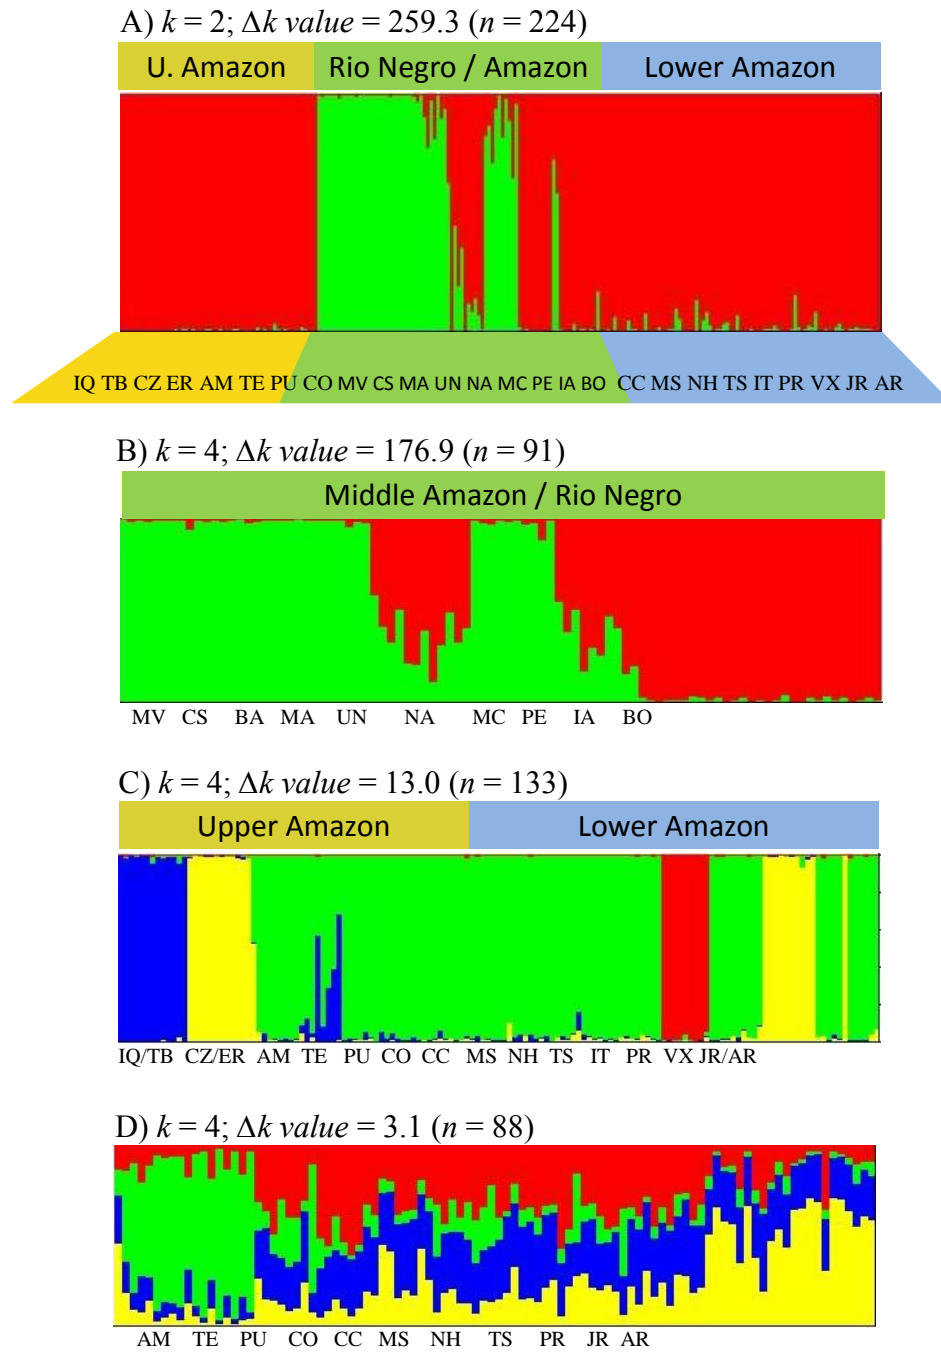 A) k = 2; Δk value = 259.3 (n = 224)
U. Amazon Rio Negro / Amazon Lower Amazon
IQ TB CZ ER AM TE PU CO MV CS MA UN NA MC PE IA BO CC MS NH TS IT PR VX JR AR
B) k = 4; Δk value = 176.9 (n = 91)
Middle Amazon / Rio Negro
MV CS BA MA UN NA MC PE IA BO
C) k = 4; Δk value = 13.0 (n = 133)
Upper Amazon Lower Amazon
IQ/TB CZ/ER AM TE PU CO CC MS NH TS IT PR VX JR/AR
D) k = 4; Δk value = 3.1 (n = 88)
AM TE PU CO CC MS NH TS PR JR AR